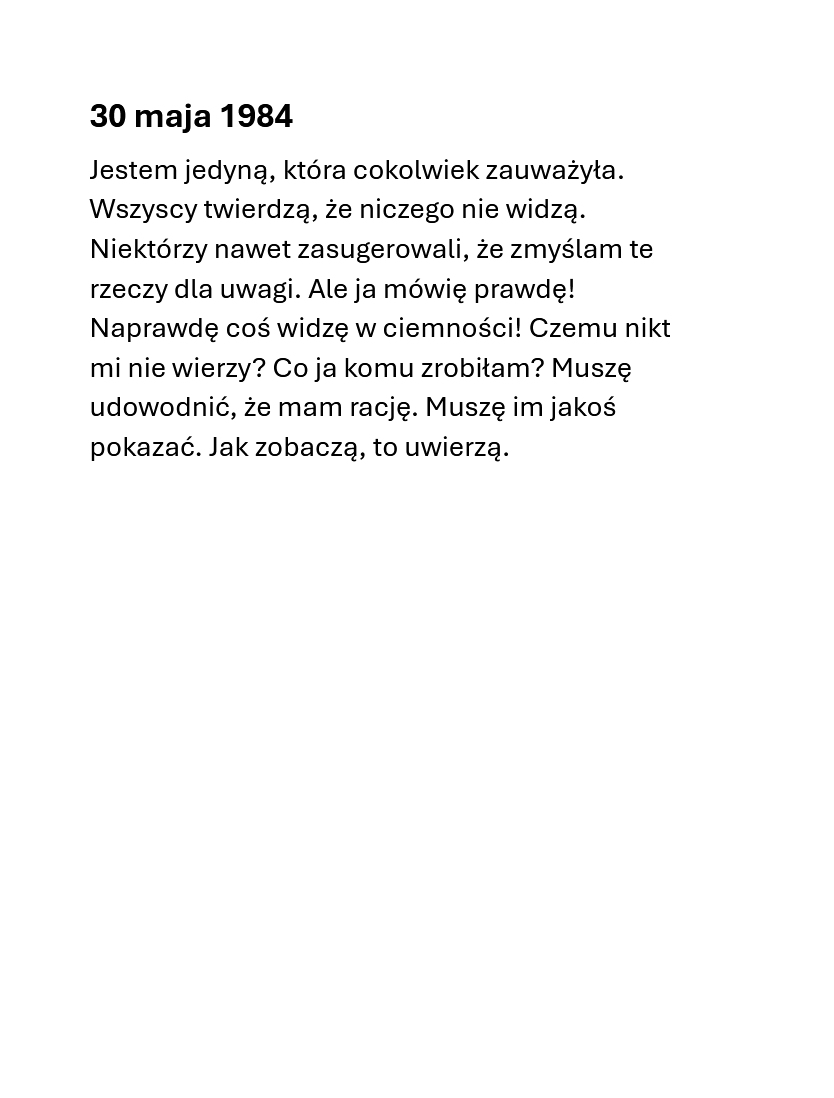 30 maja 1984
Jestem jedyną, która cokolwiek zauważyła.
Wszyscy twierdzą, że niczego nie widzą.
Niektórzy nawet zasugerowali, że zmyślam te
rzeczy dla uwagi. Ale ja mówię prawdę!
Naprawdę coś widzę w ciemności! Czemu nikt
mi nie wierzy? Co ja komu zrobiłam? Muszę
udowodnić, że mam rację. Muszę im jakoś
pokazać. Jak zobaczą, to uwierzą.